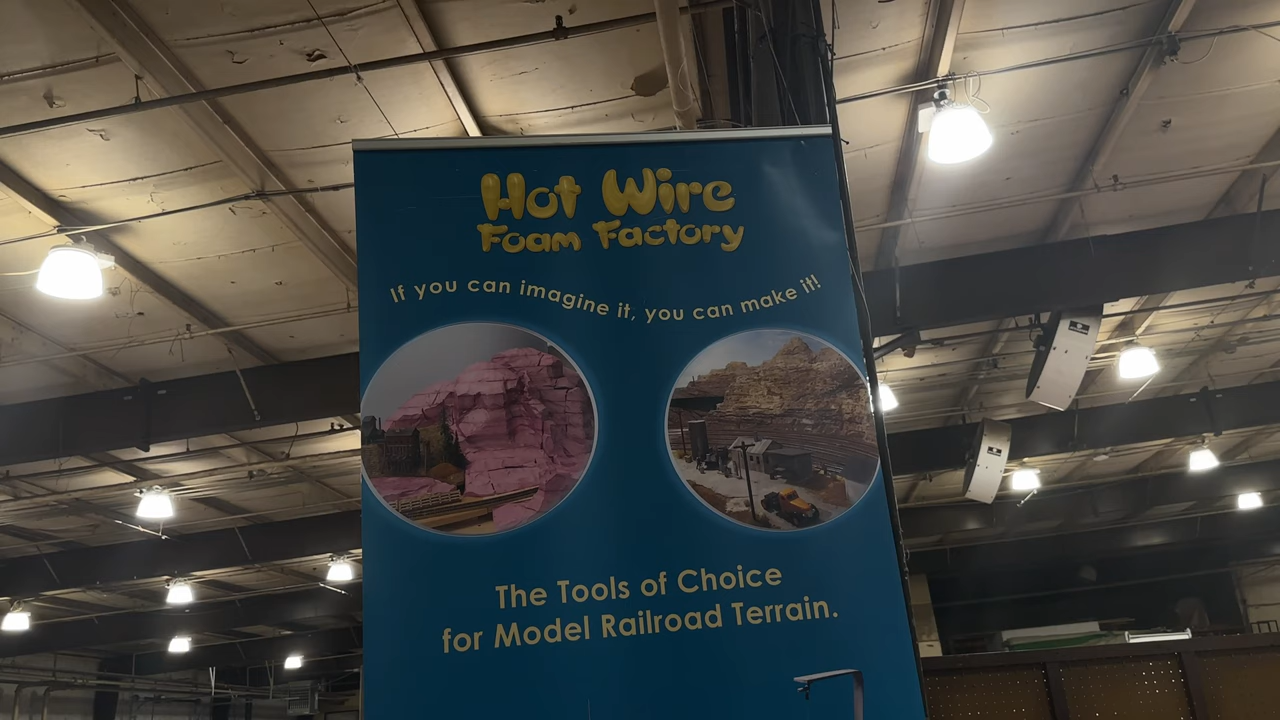 Hot Wire
Foam Factory
If you can imagine it, you can make it!
The Tools of Choice
for Model Railroad Terrain.